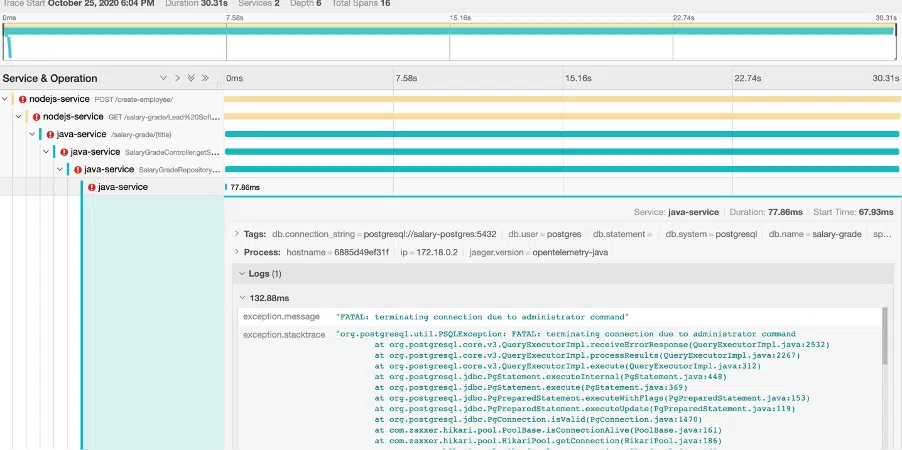 Trace Start October 25, 2020 6:04 PM Duration 30.31s Services 2 Depth 6 Total Spans 16
0ms 7.58s 15.16s 22.74s 30.31s
Service & Operation 0ms 7.58s 15.16s 22.74s 30.31s
nodejs-service POST /create-employee/
nodejs-service GET /salary-grade/Lead%20Soft...
java-service /salary-grade/{title}
java-service SalaryGradeController.getS...
java-service SalaryGradeRepository...
java-service 77.86ms
Service: java-service Duration: 77.86ms Start Time: 67.93ms
Tags: db.connection_string = postgresql://salary-postgres:5432 db.user = postgres db.statement = db.system = postgresql db.name = salary-grade sp...
Process: hostname = 6885d49ef31f ip = 172.18.0.2 jaeger.version = opentelemetry-java
Logs (1)
132.88ms
exception.message "FATAL: terminating connection due to administrator command"
exception.stacktrace "org.postgresql.util.PSQLException: FATAL: terminating connection due to administrator command
at org.postgresql.core.v3.QueryExecutorImpl.receiveErrorResponse(QueryExecutorImpl.java:2532)
at org.postgresql.core.v3.QueryExecutorImpl.processResults(QueryExecutorImpl.java:2267)
at org.postgresql.core.v3.QueryExecutorImpl.execute(QueryExecutorImpl.java:312)
at org.postgresql.jdbc.PgStatement.executeInternal(PgStatement.java:448)
at org.postgresql.jdbc.PgStatement.execute(PgStatement.java:369)
at org.postgresql.jdbc.PgPreparedStatement.executeWithFlags(PgPreparedStatement.java:153)
at org.postgresql.jdbc.PgPreparedStatement.executeUpdate(PgPreparedStatement.java:119)
at org.postgresql.jdbc.PgConnection.isValid(PgConnection.java:1470)
at com.zaxxer.hikari.pool.PoolBase.isConnectionAlive(PoolBase.java:161)
at com.zaxxer.hikari.pool.HikariPool.getConnection(HikariPool.java:186)